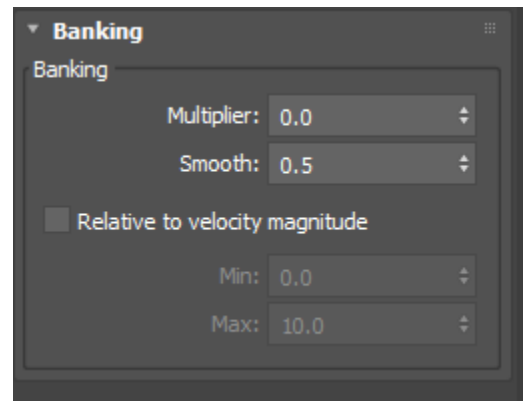 Banking
Banking
Multiplier: 0.0
Smooth: 0.5
Relative to velocity magnitude
Min: 0.0
Max: 10.0